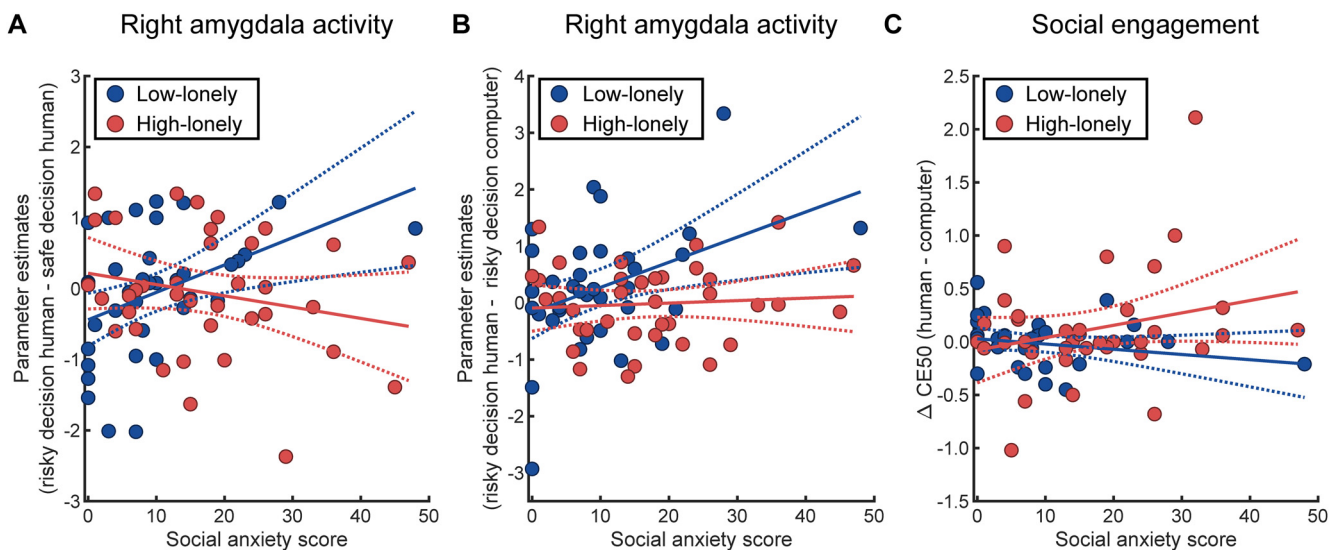 A
Right amygdala activity
Parameter estimates
(risky decision human - safe decision human)
3
2
1
0
-1
-2
-3
Low-lonely
High-lonely
0 10 20 30 40 50
Social anxiety score
B
Right amygdala activity
Parameter estimates
(risky decision human - risky decision computer)
4
3
2
1
0
-1
-2
-3
Low-lonely
High-lonely
0 10 20 30 40 50
Social anxiety score
C
Social engagement
Δ CE50 (human - computer)
2.5
2.0
1.5
1.0
0.5
0.0
-0.5
-1.0
-1.5
Low-lonely
High-lonely
0 10 20 30 40 50
Social anxiety score